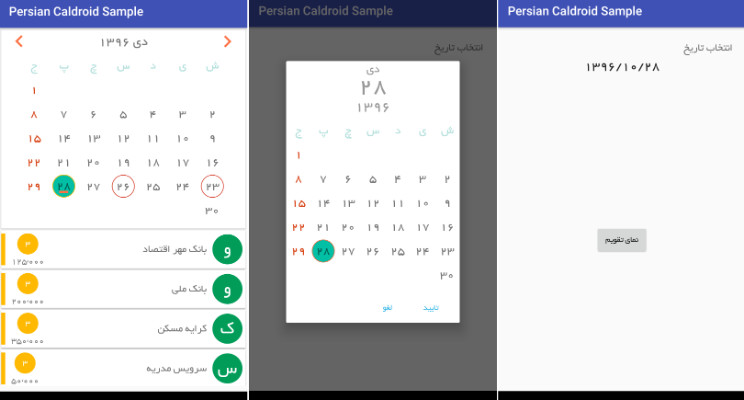 Persian Caldroid Sample
دی ۱۳۹۶
ش ی د س چ پ ج
۱
۲ ۳ ۴ ۵ ۶ ۷ ۸
۹ ۱۰ ۱۱ ۱۲ ۱۳ ۱۴ ۱۵
۱۶ ۱۷ ۱۸ ۱۹ ۲۰ ۲۱ ۲۲
۲۳ ۲۴ ۲۵ ۲۶ ۲۷ ۲۸ ۲۹
۳۰
و بانک مهر اقتصاد ۳
۱۲۵٬۰۰۰
و بانک ملی ۳
۲۰۰٬۰۰۰
ک کرایه مسکن ۳
۳۵۰٬۰۰۰
س سرویس مدرسه ۳
۵۰٬۰۰۰
Persian Caldroid Sample
انتخاب تاریخ
دی
۲۸
۱۳۹۶
ش ی د س چ پ ج
۱
۲ ۳ ۴ ۵ ۶ ۷ ۸
۹ ۱۰ ۱۱ ۱۲ ۱۳ ۱۴ ۱۵
۱۶ ۱۷ ۱۸ ۱۹ ۲۰ ۲۱ ۲۲
۲۳ ۲۴ ۲۵ ۲۶ ۲۷ ۲۸ ۲۹
۳۰
تایید لغو
Persian Caldroid Sample
انتخاب تاریخ
۱۳۹۶/۱۰/۲۸
نمای تقویم